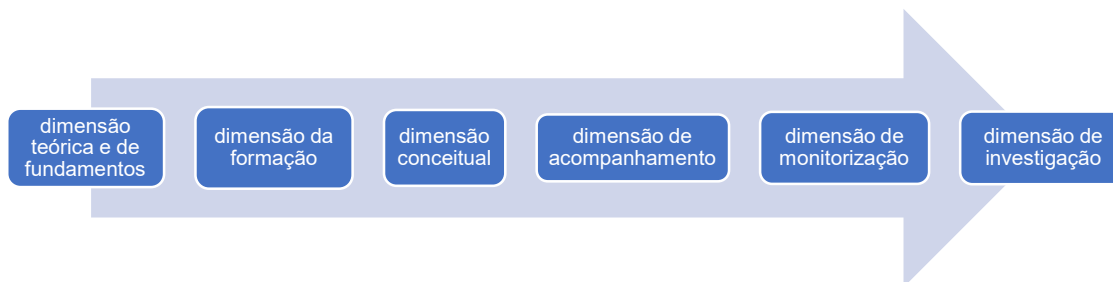 dimensão
teórica e de
fundamentos
dimensão da
formação
dimensão
conceitual
dimensão de
acompanhamento
dimensão de
monitorização
dimensão de
investigação